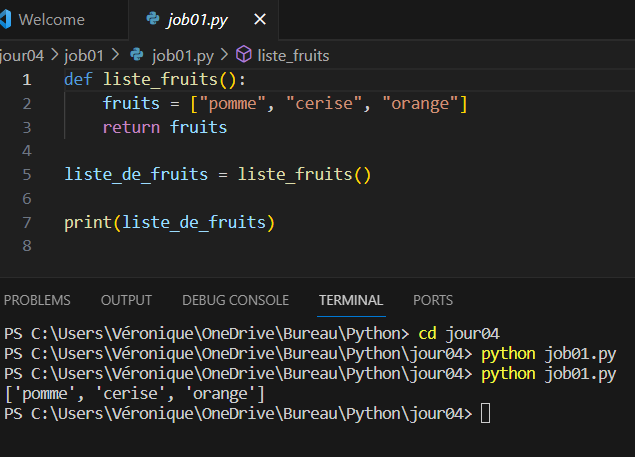 Welcome job01.py
jour04 > job01 > job01.py > liste_fruits
1 def liste_fruits():
2 fruits = ["pomme", "cerise", "orange"]
3 return fruits
4
5 liste_de_fruits = liste_fruits()
6
7 print(liste_de_fruits)
8
PROBLEMS OUTPUT DEBUG CONSOLE TERMINAL PORTS
PS C:\Users\Véronique\OneDrive\Bureau\Python> cd jour04
PS C:\Users\Véronique\OneDrive\Bureau\Python\jour04> python job01.py
PS C:\Users\Véronique\OneDrive\Bureau\Python\jour04> python job01.py
['pomme', 'cerise', 'orange']
PS C:\Users\Véronique\OneDrive\Bureau\Python\jour04>